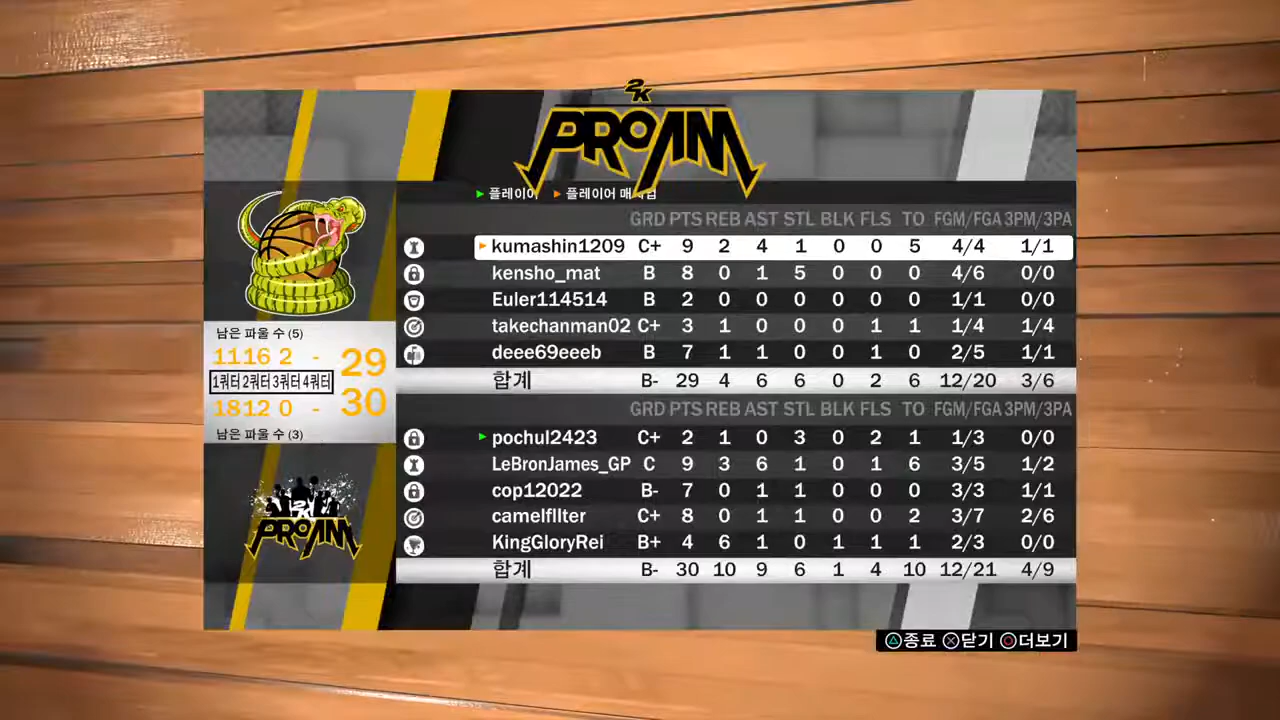 2K
PRO/AM
▶ 플레이어 ▶ 플레이어 매치업
GRD PTS REB AST STL BLK FLS TO FGM/FGA 3PM/3PA
kumashin1209 C+ 9 2 4 1 0 0 5 4/4 1/1
kensho_mat B 8 0 1 5 0 0 0 4/6 0/0
Euler114514 B 2 0 0 0 0 0 0 1/1 0/0
takechanman02 C+ 3 1 0 0 0 1 1 1/4 1/4
deee69eeeb B 7 1 1 0 0 1 0 2/5 1/1
합계 B- 29 4 6 6 0 2 6 12/20 3/6
남은 파울 수 (5)
11 16 2 - 29
1쿼터 2쿼터 3쿼터 4쿼터
18 12 0 - 30
남은 파울 수 (3)
GRD PTS REB AST STL BLK FLS TO FGM/FGA 3PM/3PA
pochul2423 C+ 2 1 0 3 0 2 1 1/3 0/0
LeBronJames_GP C 9 3 6 1 0 1 6 3/5 1/2
cop12022 B- 7 0 1 1 0 0 0 3/3 1/1
camelfllter C+ 8 0 1 1 0 0 2 3/7 2/6
KingGloryRei B+ 4 6 1 0 1 1 1 2/3 0/0
합계 B- 30 10 9 6 1 4 10 12/21 4/9
2K
PRO/AM
종료 닫기 더보기